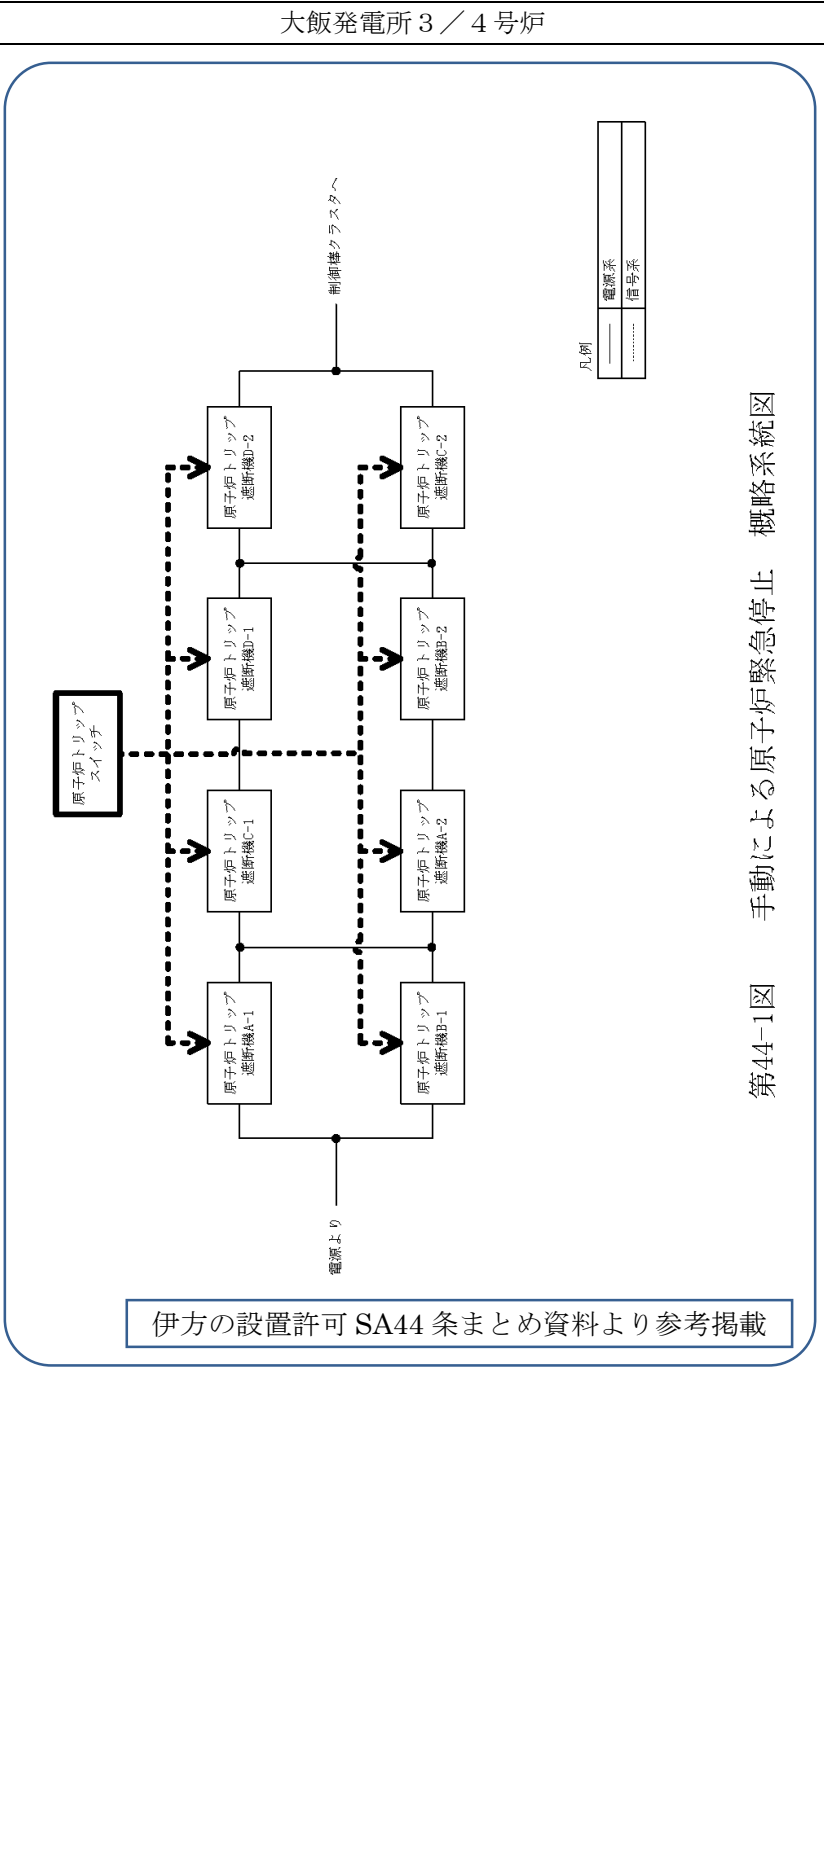 大飯発電所３／４号炉
原子炉トリップ
スイッチ
原子炉トリップ
遮断機A-1
原子炉トリップ
遮断機C-1
原子炉トリップ
遮断機D-1
原子炉トリップ
遮断機D-2
電源より
制御棒クラスタへ
原子炉トリップ
遮断機B-1
原子炉トリップ
遮断機A-2
原子炉トリップ
遮断機B-2
原子炉トリップ
遮断機C-2
凡例
電源系
信号系
第44-1図　手動による原子炉緊急停止　概略系統図
伊方の設置許可 SA44 条まとめ資料より参考掲載